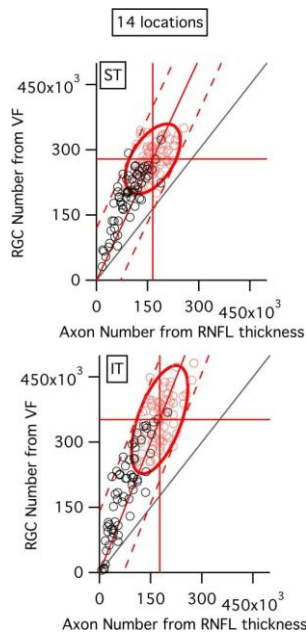 14 locations
450x10³
ST
300
150
0
RGC Number from VF
0
150
300
450x10³
Axon Number from RNFL thickness
450x10³
IT
300
150
0
RGC Number from VF
0
150
300
450x10³
Axon Number from RNFL thickness